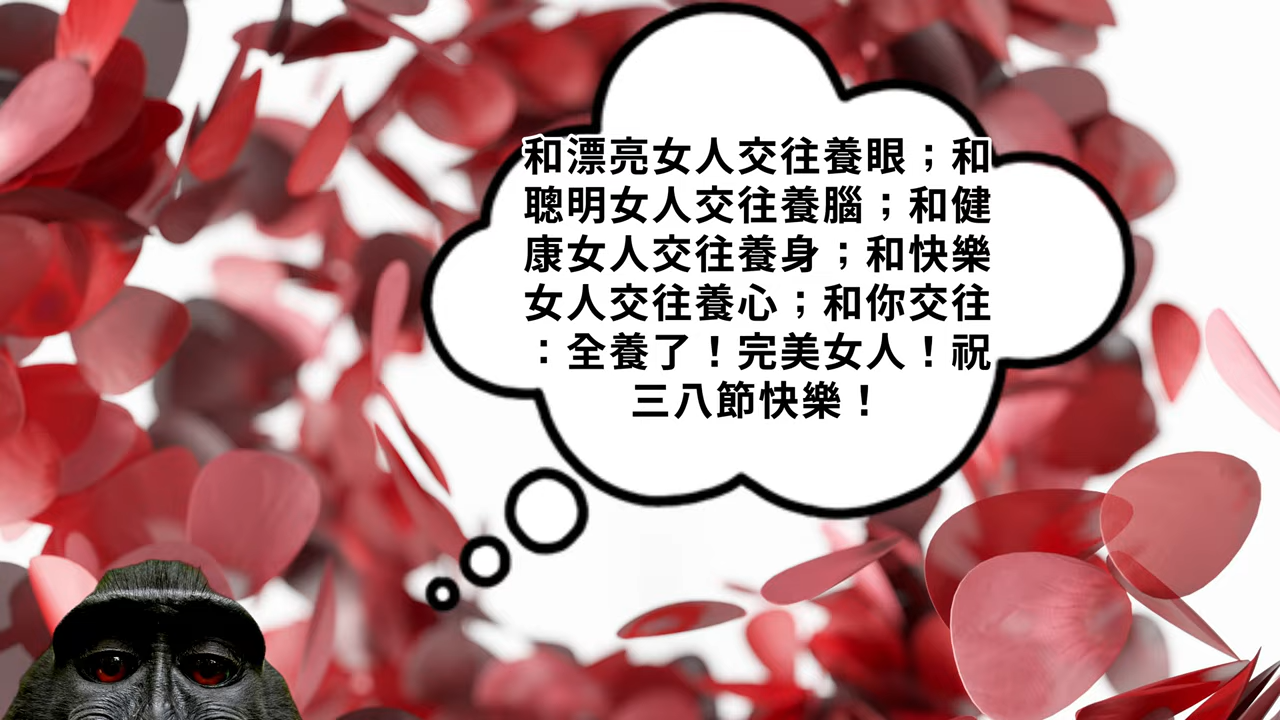 和漂亮女人交往養眼；和
聰明女人交往養腦；和健
康女人交往養身；和快樂
女人交往養心；和你交往
：全養了！完美女人！祝
三八節快樂！